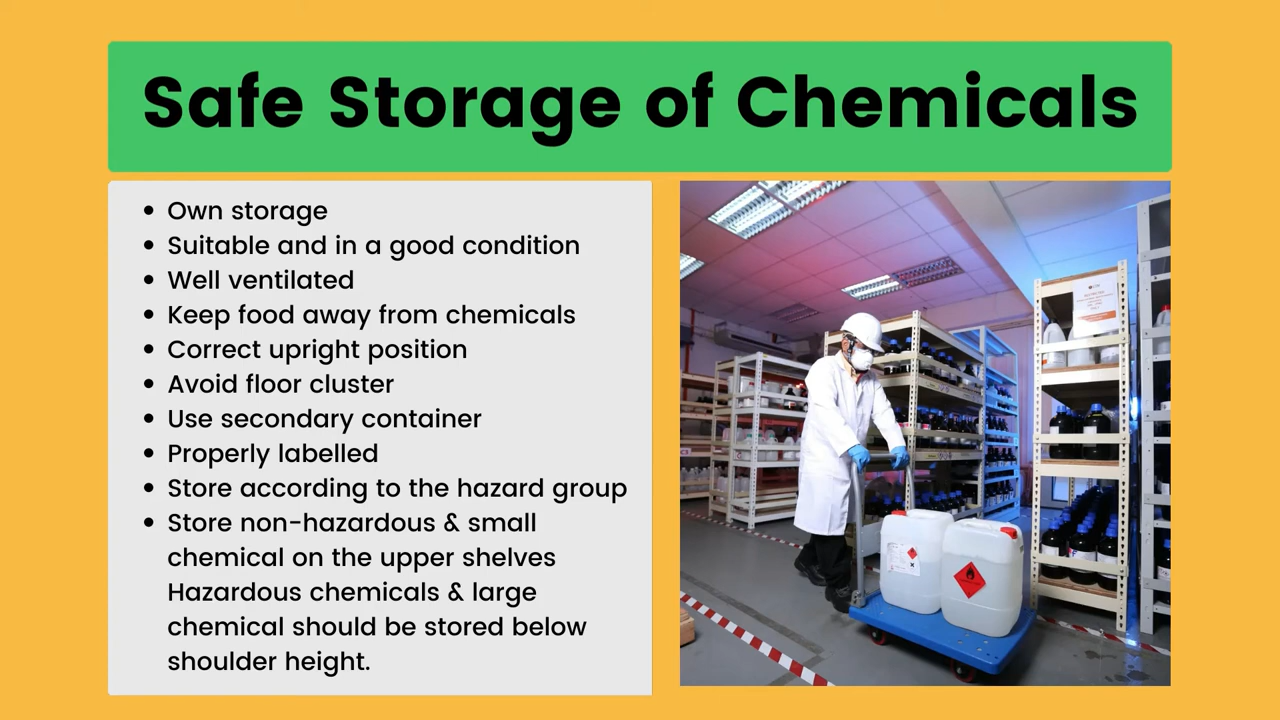 Safe Storage of Chemicals
• Own storage
• Suitable and in a good condition
• Well ventilated
• Keep food away from chemicals
• Correct upright position
• Avoid floor cluster
• Use secondary container
• Properly labelled
• Store according to the hazard group
• Store non-hazardous & small
chemical on the upper shelves
Hazardous chemicals & large
chemical should be stored below
shoulder height.